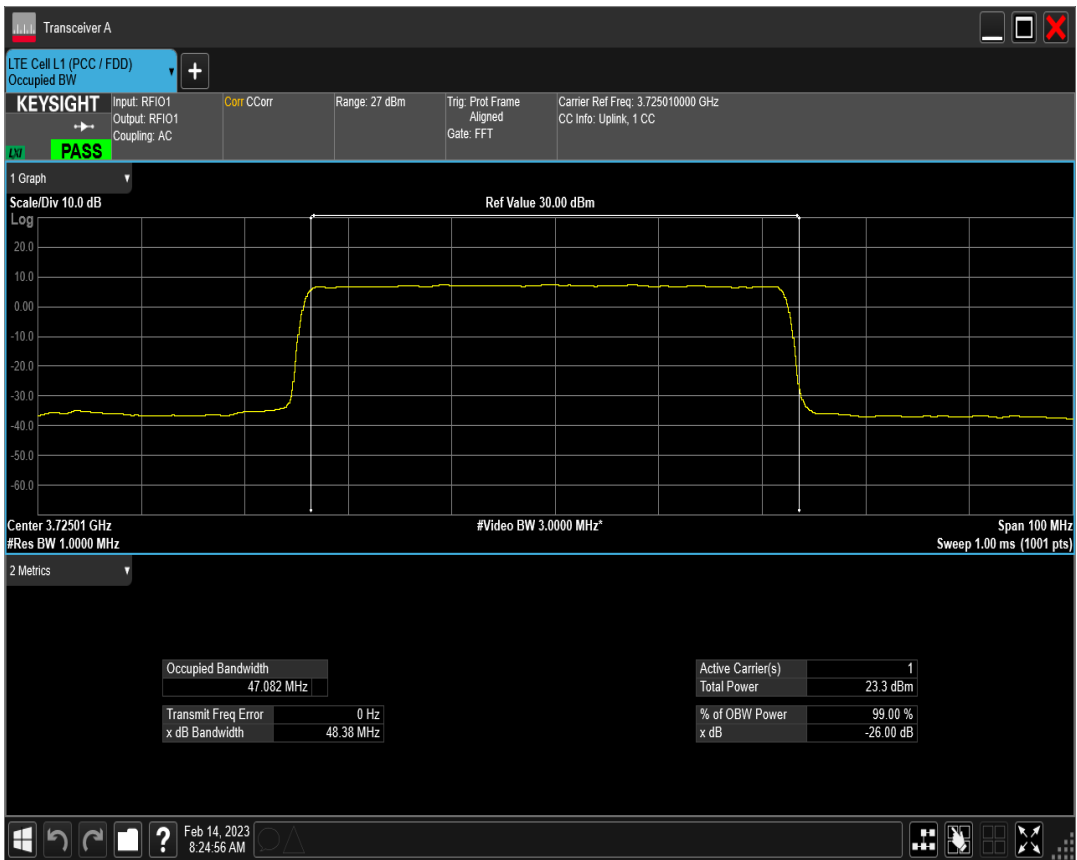 Transceiver A
LTE Cell L1 (PCC / FDD)
Occupied BW
+
KEYSIGHT
LXI
PASS
Input: RFIO1
Output: RFIO1
Coupling: AC
Corr CCorr
Range: 27 dBm
Trig: Prot Frame
Aligned
Gate: FFT
Carrier Ref Freq: 3.725010000 GHz
CC Info: Uplink, 1 CC
1 Graph
Scale/Div 10.0 dB
Ref Value 30.00 dBm
Log
20.0
10.0
0.00
-10.0
-20.0
-30.0
-40.0
-50.0
-60.0
Center 3.72501 GHz
#Video BW 3.0000 MHz*
Span 100 MHz
#Res BW 1.0000 MHz
Sweep 1.00 ms (1001 pts)
2 Metrics
Occupied Bandwidth
47.082 MHz
Transmit Freq Error 0 Hz
x dB Bandwidth 48.38 MHz
Active Carrier(s) 1
Total Power 23.3 dBm
% of OBW Power 99.00 %
x dB -26.00 dB
?
Feb 14, 2023
8:24:56 AM